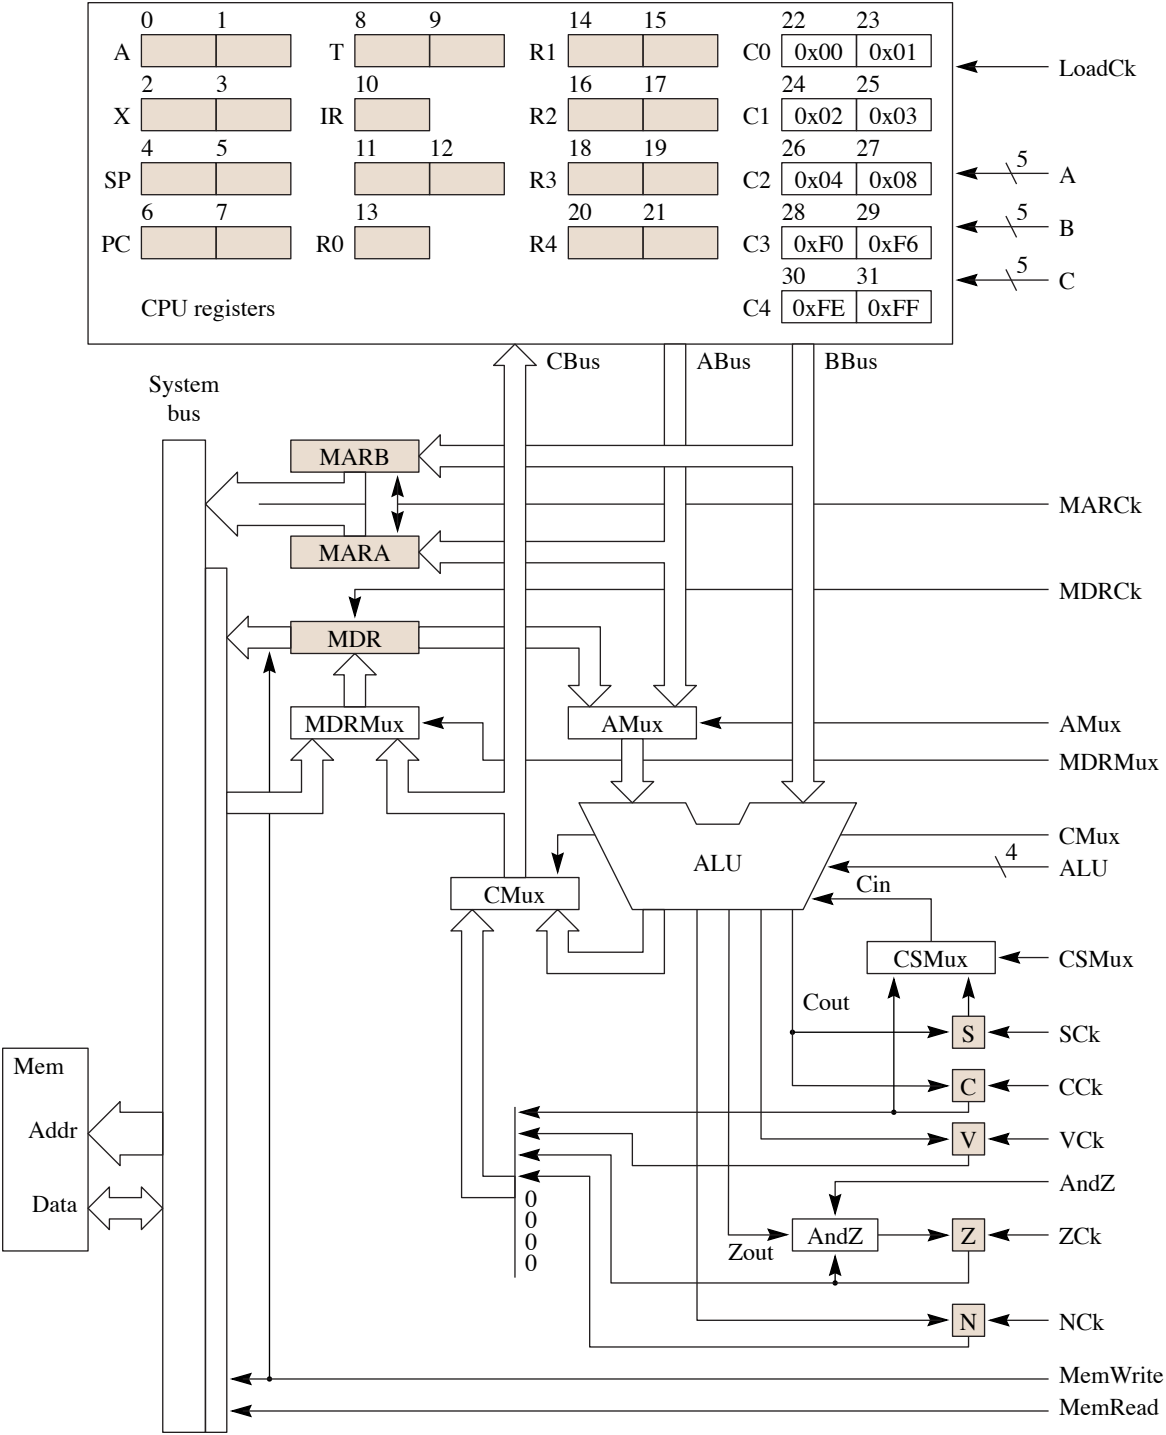 0 1 8 9 14 15 22 23
A T R1 C0 0x00 0x01
LoadCk
2 3 10 16 17 24 25
X IR R2 C1 0x02 0x03
4 5 11 12 18 19 26 27
SP R3 C2 0x04 0x08
5 A
6 7 13 20 21 28 29
PC R0 R4 C3 0xF0 0xF6
5 B
5 C
30 31
CPU registers C4 0xFE 0xFF
CBus ABus BBus
System
bus
MARB
MARCk
MARA
MDRCk
MDR
MDRMux AMux AMux
MDRMux
CMux
ALU 4 ALU
Cin
CMux
CSMux CSMux
Cout
S SCk
Mem
C CCk
Addr
V VCk
AndZ
Data
0
0
0
0
AndZ Z ZCk
Zout
N NCk
MemWrite
MemRead